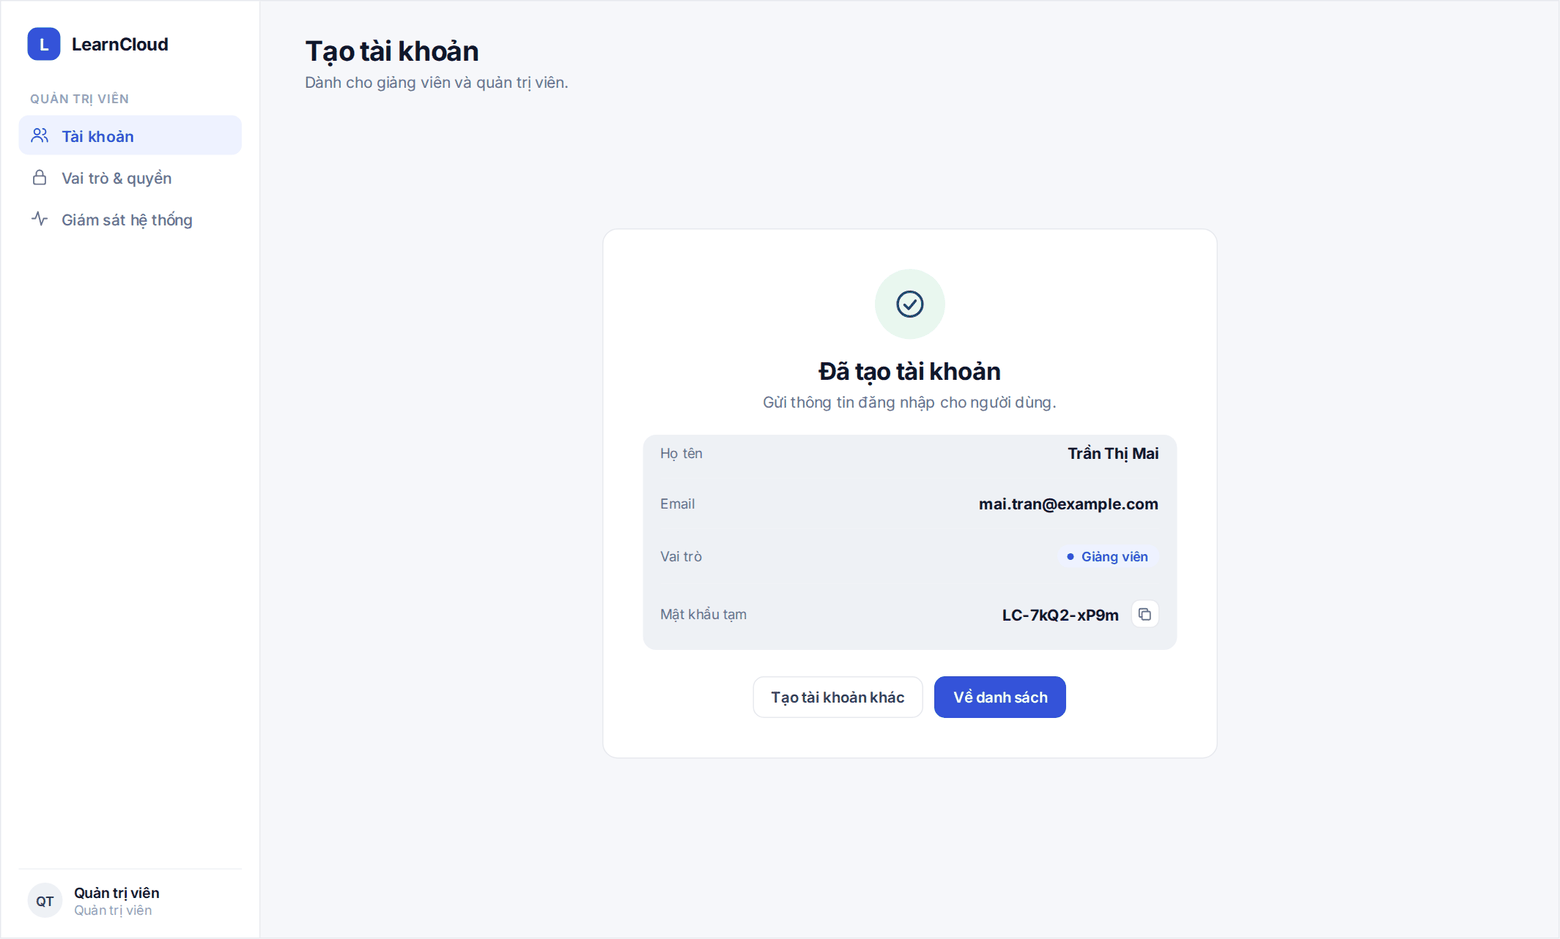 L LearnCloud
QUẢN TRỊ VIÊN
Tài khoản
Vai trò & quyền
Giám sát hệ thống
QT
Quản trị viên
Quản trị viên
Tạo tài khoản
Dành cho giảng viên và quản trị viên.
Đã tạo tài khoản
Gửi thông tin đăng nhập cho người dùng.
Họ tên Trần Thị Mai
Email mai.tran@example.com
Vai trò Giảng viên
Mật khẩu tạm LC-7kQ2-xP9m
Tạo tài khoản khác Về danh sách